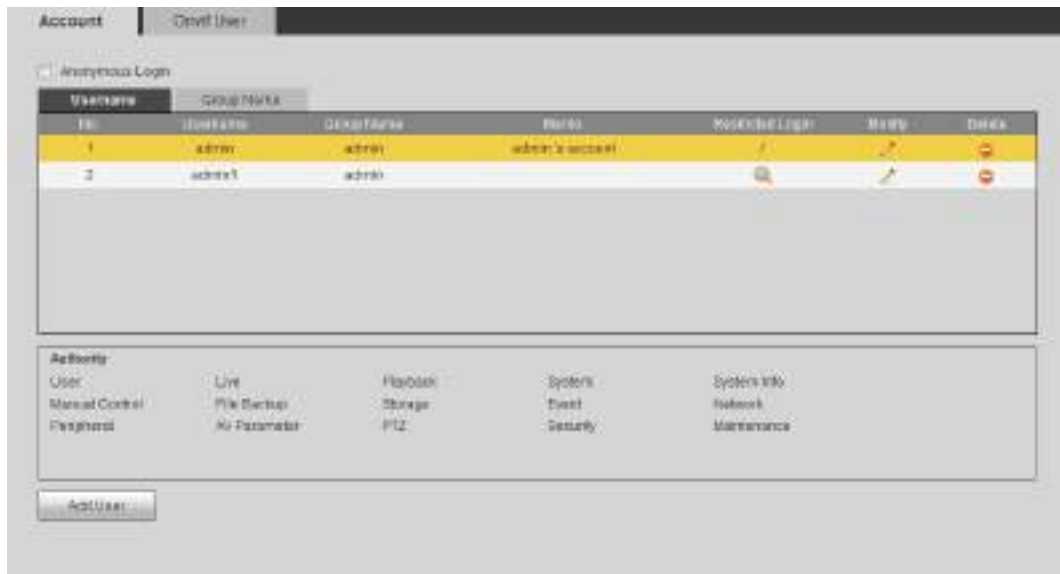 Account Onvif User
Anonymous Login
Username Group Name
No. Username Group Name Memo Restricted Login Modify Delete
1 admin admin admin 's account /
2 admin1 admin
Authority
User Live Playback System System Info
Manual Control File Backup Storage Event Network
Peripheral AV Parameter PTZ Security Maintenance
Add User